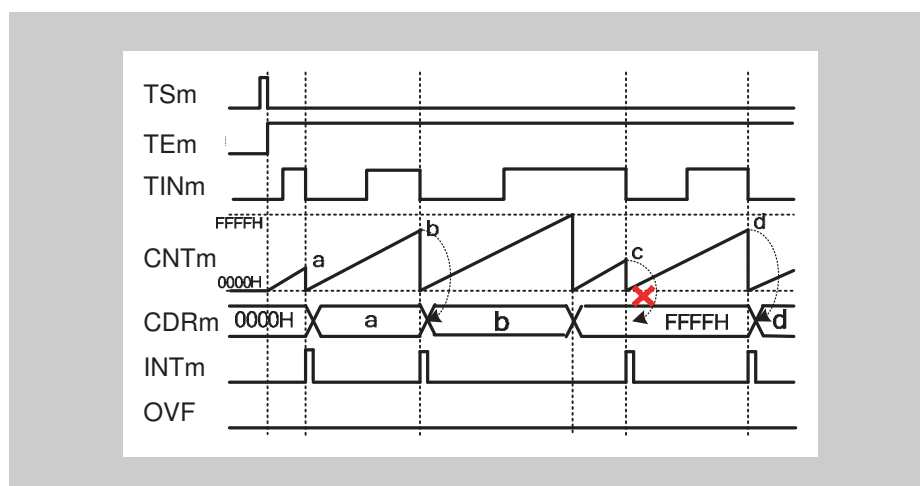 TSm
TEm
TINm
FFFFH
CNTm
a
b
c
d
0000H
CDRm
0000H
a
b
FFFFH
d
INTm
OVF